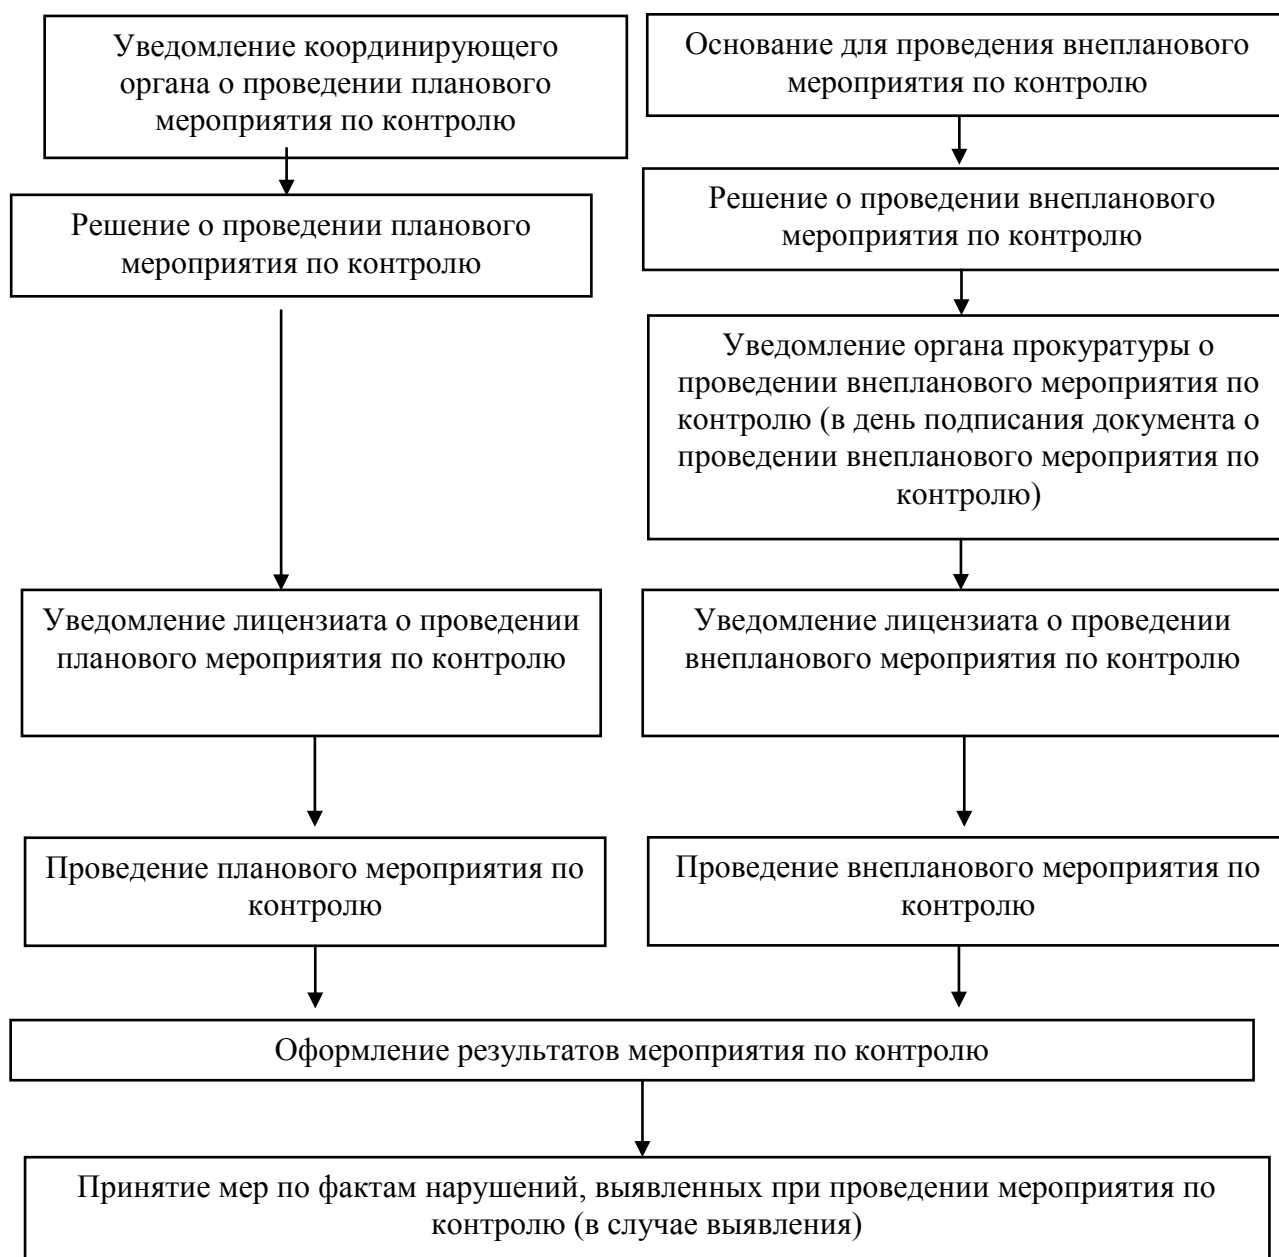 Уведомление координирующего
органа о проведении планового
мероприятия по контролю
Решение о проведении планового
мероприятия по контролю
Уведомление лицензиата о проведении
планового мероприятия по контролю
Проведение планового мероприятия по
контролю
Основание для проведения внепланового
мероприятия по контролю
Решение о проведении внепланового
мероприятия по контролю
Уведомление органа прокуратуры о
проведении внепланового мероприятия по
контролю (в день подписания документа о
проведении внепланового мероприятия по
контролю)
Уведомление лицензиата о проведении
внепланового мероприятия по контролю
Проведение внепланового мероприятия по
контролю
Оформление результатов мероприятия по контролю
Принятие мер по фактам нарушений, выявленных при проведении мероприятия по
контролю (в случае выявления)